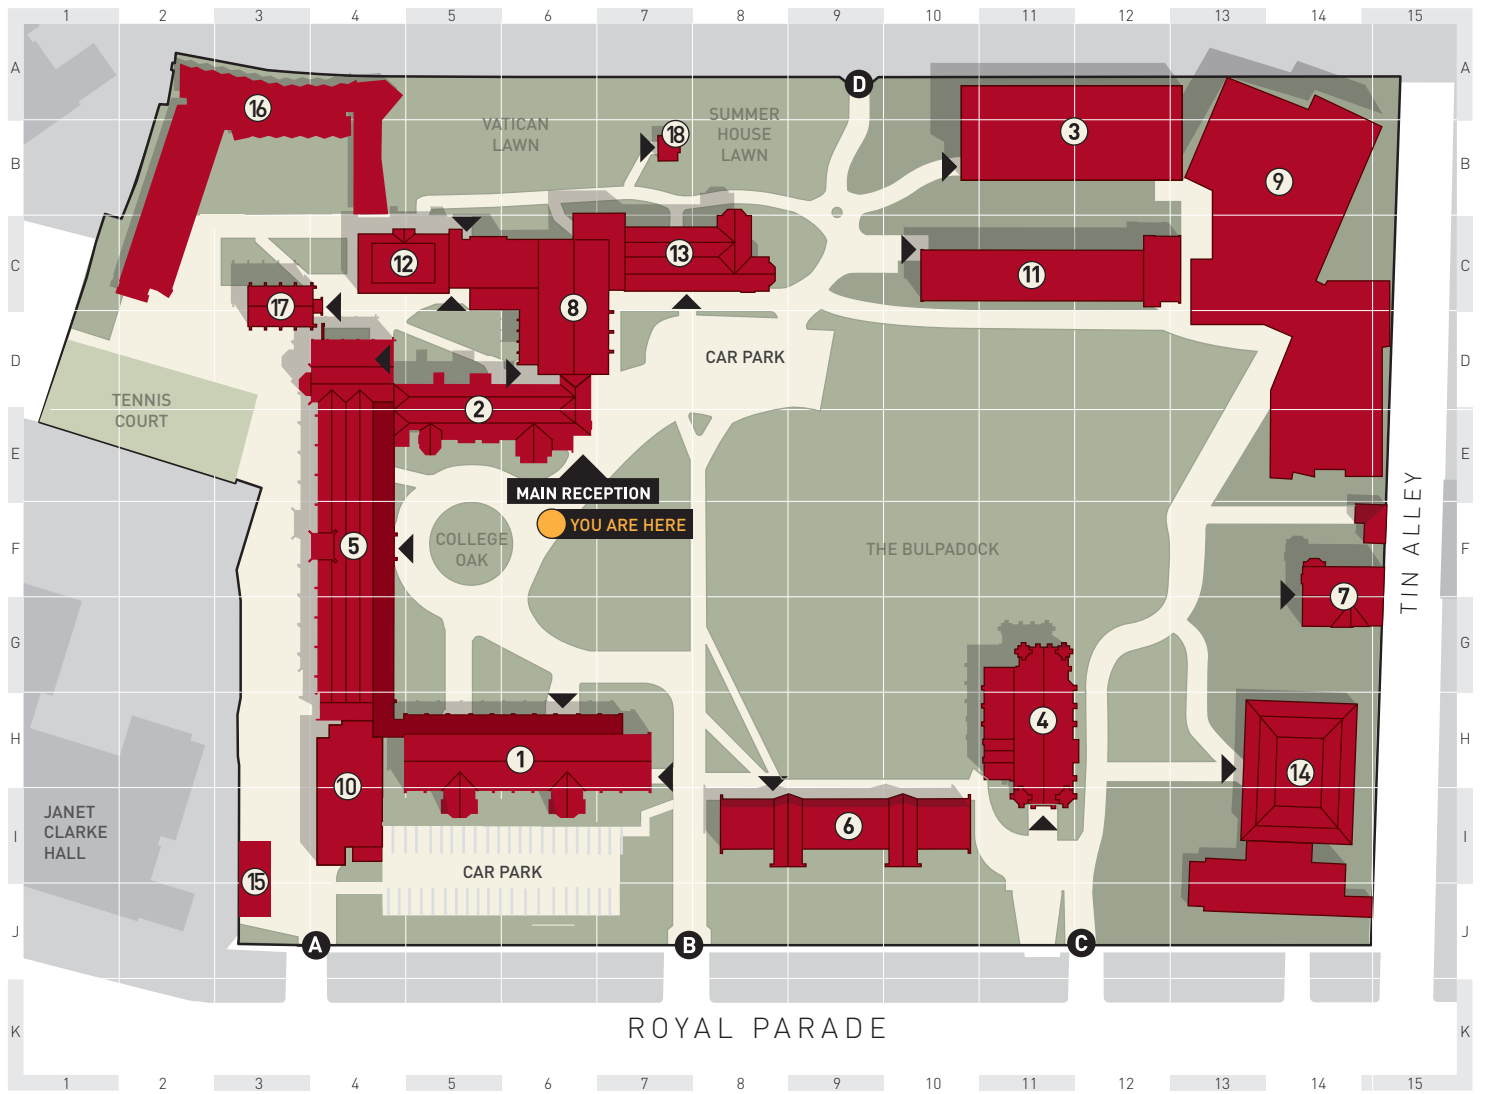 1 2 3 4 5 6 7 8 9 10 11 12 13 14 15
A A
D
16
3
VATICAN
LAWN
SUMMER
HOUSE
LAWN
18
B B
9
C C
12
13
11
17
8
D D
CAR PARK
TENNIS
COURT
2
E E
MAIN RECEPTION
YOU ARE HERE
COLLEGE
OAK
5
F F
THE BULPADOCK
TIN ALLEY
7
G G
4
H H
1
14
10
JANET
CLARKE
HALL
I I
6
CAR PARK
15
J J
A
B
C
ROYAL PARADE
K K
1 2 3 4 5 6 7 8 9 10 11 12 13 14 15